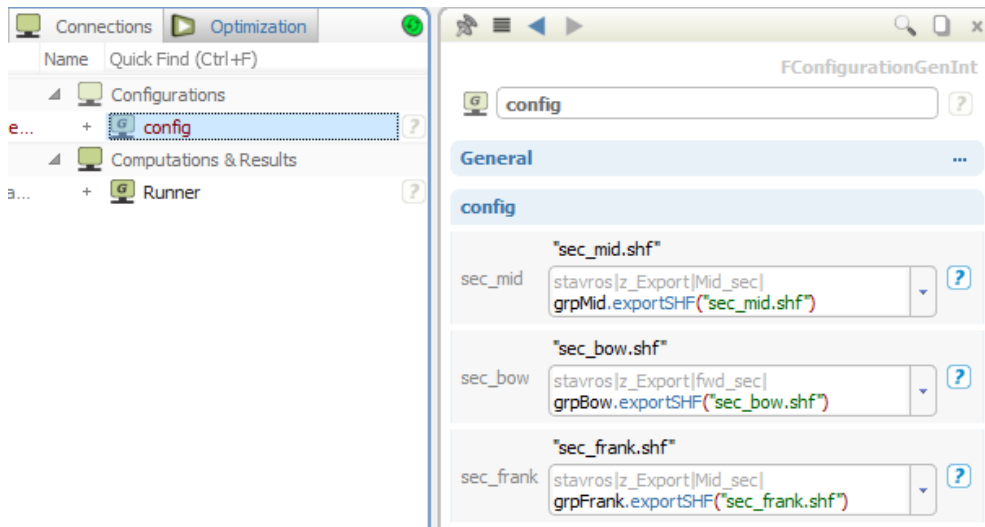 Connections Optimization
Name Quick Find (Ctrl+F)
Configurations
e... + config ?
Computations & Results
a... + Runner ?
FConfigurationGenInt
config ?
General ...
config
"sec_mid.shf"
sec_mid stavros|z_Export|Mid_sec| ?
grpMid.exportSHF("sec_mid.shf")
"sec_bow.shf"
sec_bow stavros|z_Export|fwd_sec| ?
grpBow.exportSHF("sec_bow.shf")
"sec_frank.shf"
sec_frank stavros|z_Export|Mid_sec| ?
grpFrank.exportSHF("sec_frank.shf")